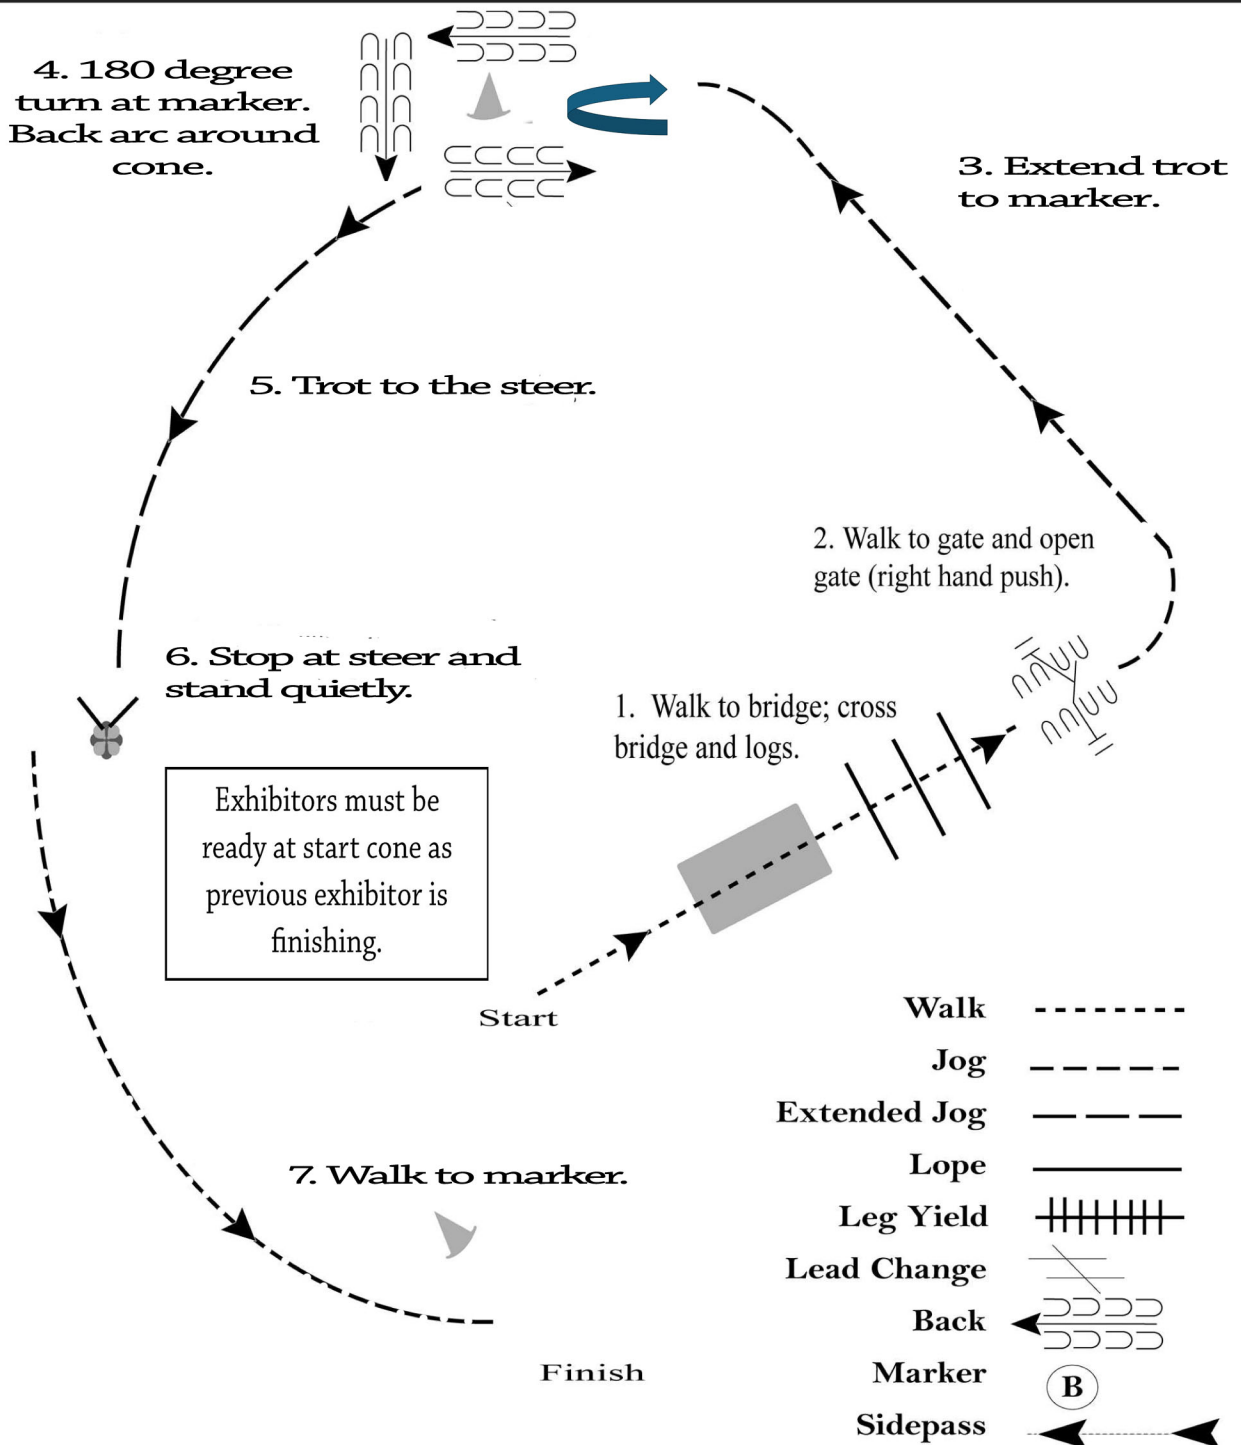 4. 180 degree
turn at marker.
Back arc around
cone.
3. Extend trot
to marker.
5. Trot to the steer.
2. Walk to gate and open
gate (right hand push).
6. Stop at steer and
stand quietly.
1. Walk to bridge; cross
bridge and logs.
Exhibitors must be
ready at start cone as
previous exhibitor is
finishing.
Start
7. Walk to marker.
Finish
Walk
Jog
Extended Jog
Lope
Leg Yield
Lead Change
Back
Marker B
Sidepass